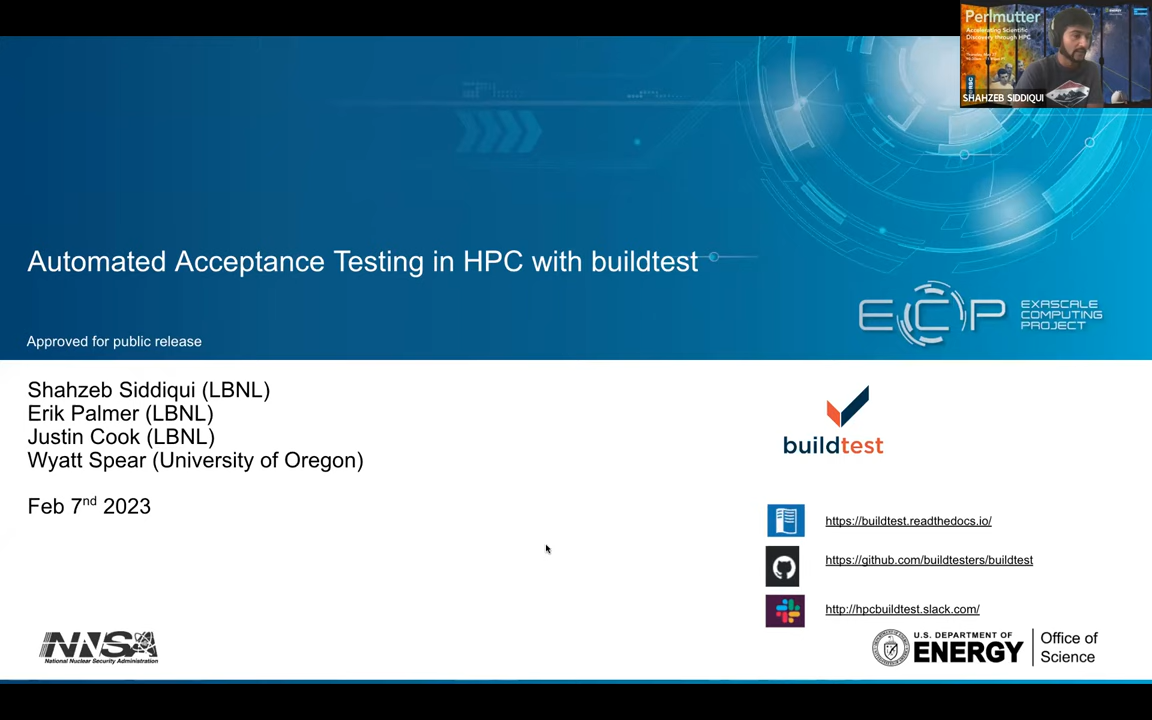 Perlmutter
Accelerating Scientific
Discovery through HPC
SHAHZEB SIDDIQUI
Automated Acceptance Testing in HPC with buildtest
ECP
EXASCALE
COMPUTING
PROJECT
Approved for public release
Shahzeb Siddiqui (LBNL)
Erik Palmer (LBNL)
Justin Cook (LBNL)
Wyatt Spear (University of Oregon)
Feb 7nd 2023
buildtest
https://buildtest.readthedocs.io/
https://github.com/buildtesters/buildtest
http://hpcbuildtest.slack.com/
NNSA
National Nuclear Security Administration
U.S. DEPARTMENT OF
ENERGY
Office of
Science